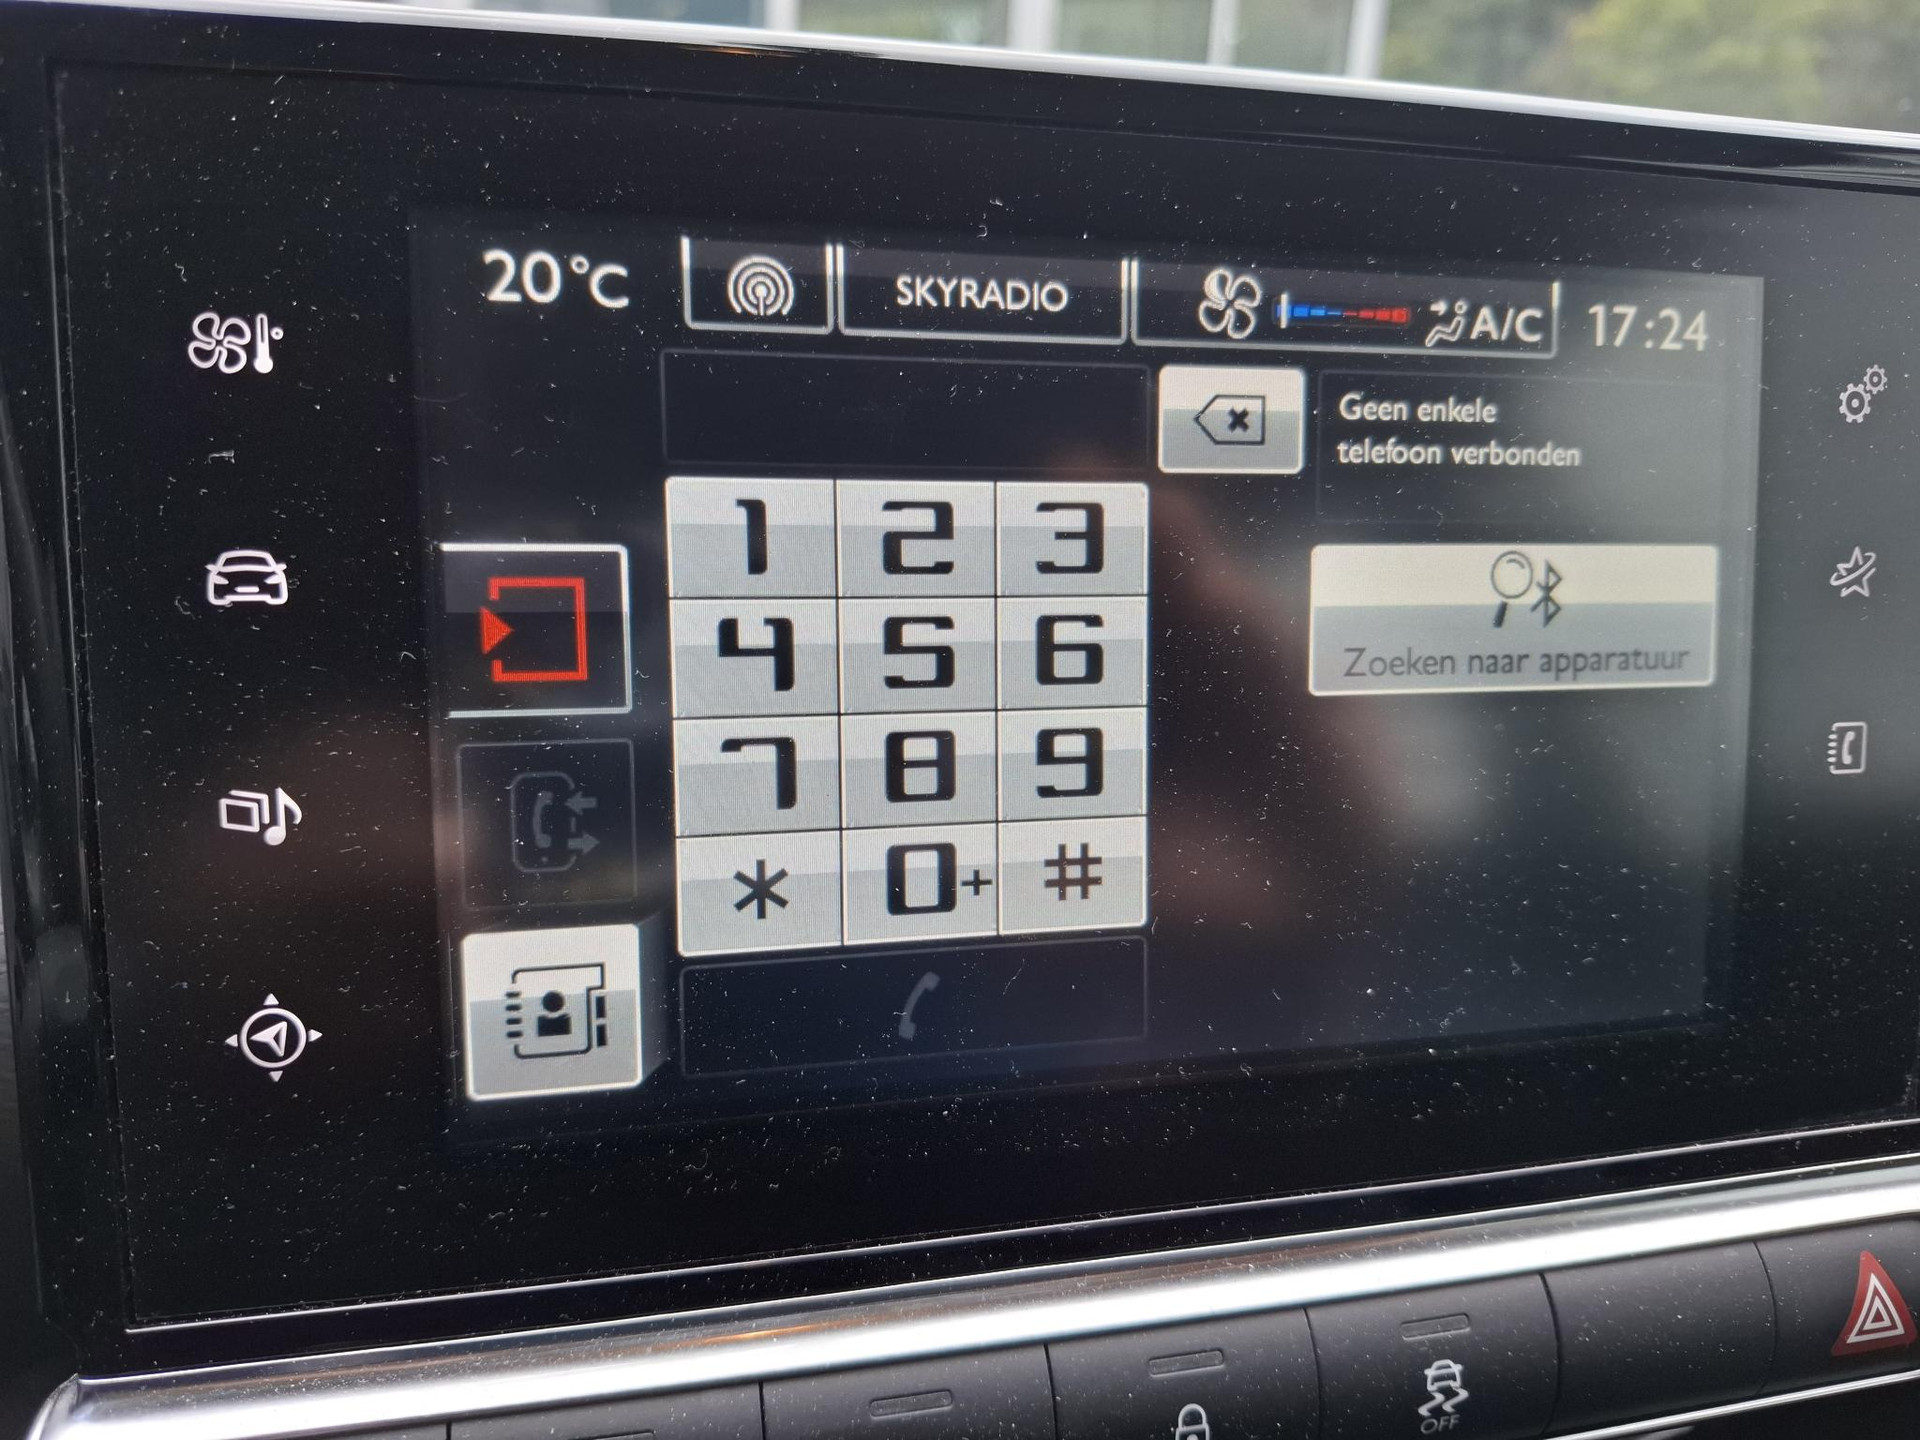 20°C
SKYRADIO
A/C
17:24
Geen enkele
telefoon verbonden
1 2 3
4 5 6
7 8 9
* 0+ #
Zoeken naar apparatuur
OFF